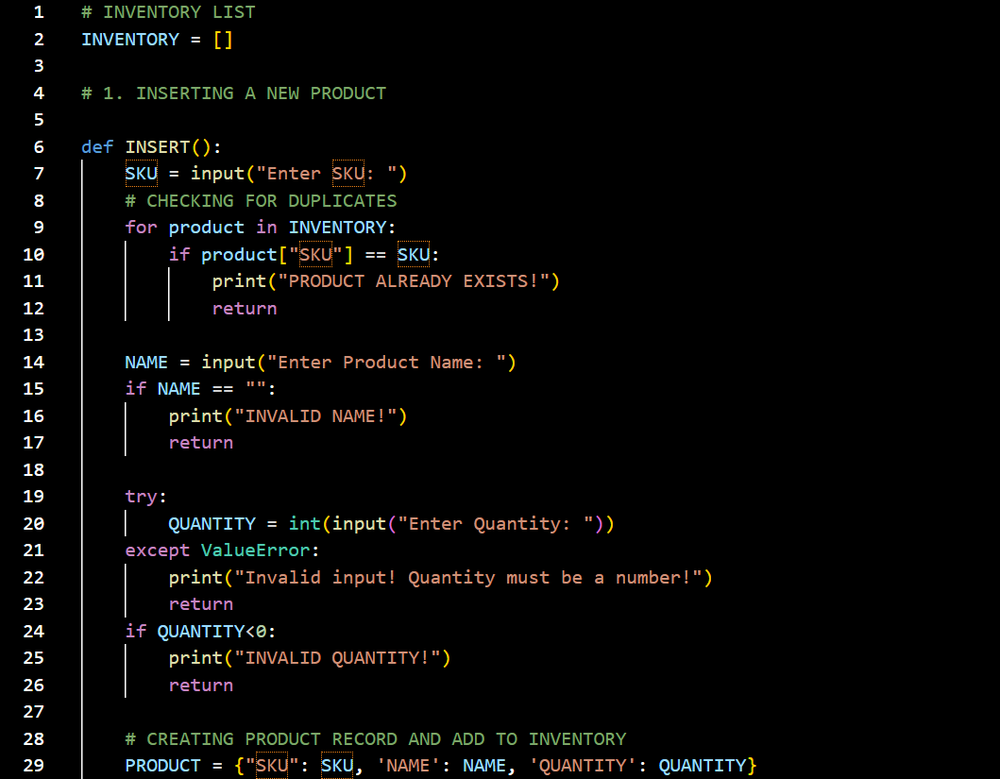 1 # INVENTORY LIST
2 INVENTORY = []
3
4 # 1. INSERTING A NEW PRODUCT
5
6 def INSERT():
7     SKU = input("Enter SKU: ")
8     # CHECKING FOR DUPLICATES
9     for product in INVENTORY:
10         if product["SKU"] == SKU:
11             print("PRODUCT ALREADY EXISTS!")
12             return
13
14     NAME = input("Enter Product Name: ")
15     if NAME == "":
16         print("INVALID NAME!")
17         return
18
19     try:
20         QUANTITY = int(input("Enter Quantity: "))
21     except ValueError:
22         print("Invalid input! Quantity must be a number!")
23         return
24     if QUANTITY<0:
25         print("INVALID QUANTITY!")
26         return
27
28     # CREATING PRODUCT RECORD AND ADD TO INVENTORY
29     PRODUCT = {"SKU": SKU, 'NAME': NAME, 'QUANTITY': QUANTITY}